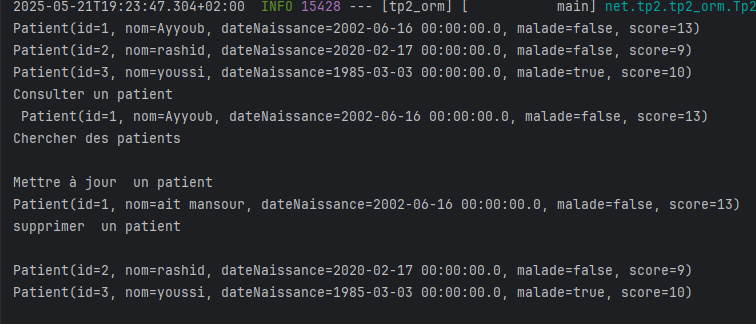 2025-05-21T19:23:47.304+02:00  INFO 15428 --- [tp2_orm] [           main] net.tp2.tp2_orm.Tp2
Patient(id=1, nom=Ayyoub, dateNaissance=2002-06-16 00:00:00.0, malade=false, score=13)
Patient(id=2, nom=rashid, dateNaissance=2020-02-17 00:00:00.0, malade=false, score=9)
Patient(id=3, nom=youssi, dateNaissance=1985-03-03 00:00:00.0, malade=true, score=10)
Consulter un patient
 Patient(id=1, nom=Ayyoub, dateNaissance=2002-06-16 00:00:00.0, malade=false, score=13)
Chercher des patients
Mettre à jour  un patient
Patient(id=1, nom=ait mansour, dateNaissance=2002-06-16 00:00:00.0, malade=false, score=13)
supprimer  un patient
Patient(id=2, nom=rashid, dateNaissance=2020-02-17 00:00:00.0, malade=false, score=9)
Patient(id=3, nom=youssi, dateNaissance=1985-03-03 00:00:00.0, malade=true, score=10)